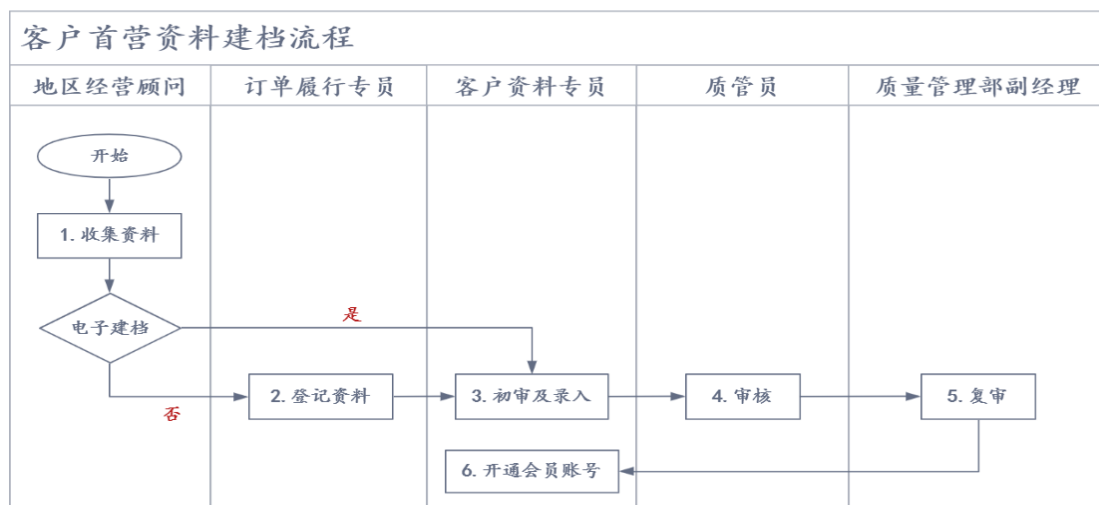 客户首营资料建档流程
地区经营顾问 订单履行专员 客户资料专员 质管员 质量管理部副经理
开始
1. 收集资料
是
电子建档
2. 登记资料 3. 初审及录入 4. 审核 5. 复审
否
6. 开通会员账号